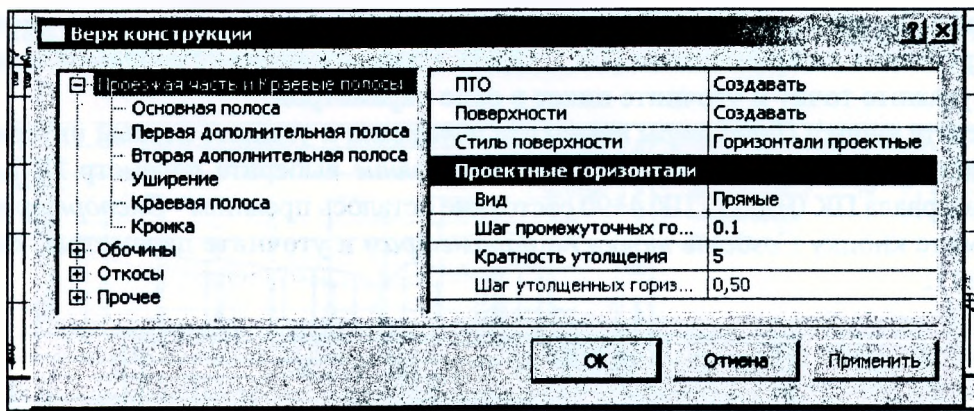 Верх конструкции
Проезжая часть и Краевые полосы
Основная полоса
Первая дополнительная полоса
Вторая дополнительная полоса
Уширение
Краевая полоса
Кромка
Обочины
Откосы
Прочее
ПТО Создавать
Поверхности Создавать
Стиль поверхности Горизонтали проектные
Проектные горизонтали
Вид Прямые
Шаг промежуточных го... 0.1
Кратность утолщения 5
Шаг утолщенных гориз... 0,50
ОК Отмена Применить